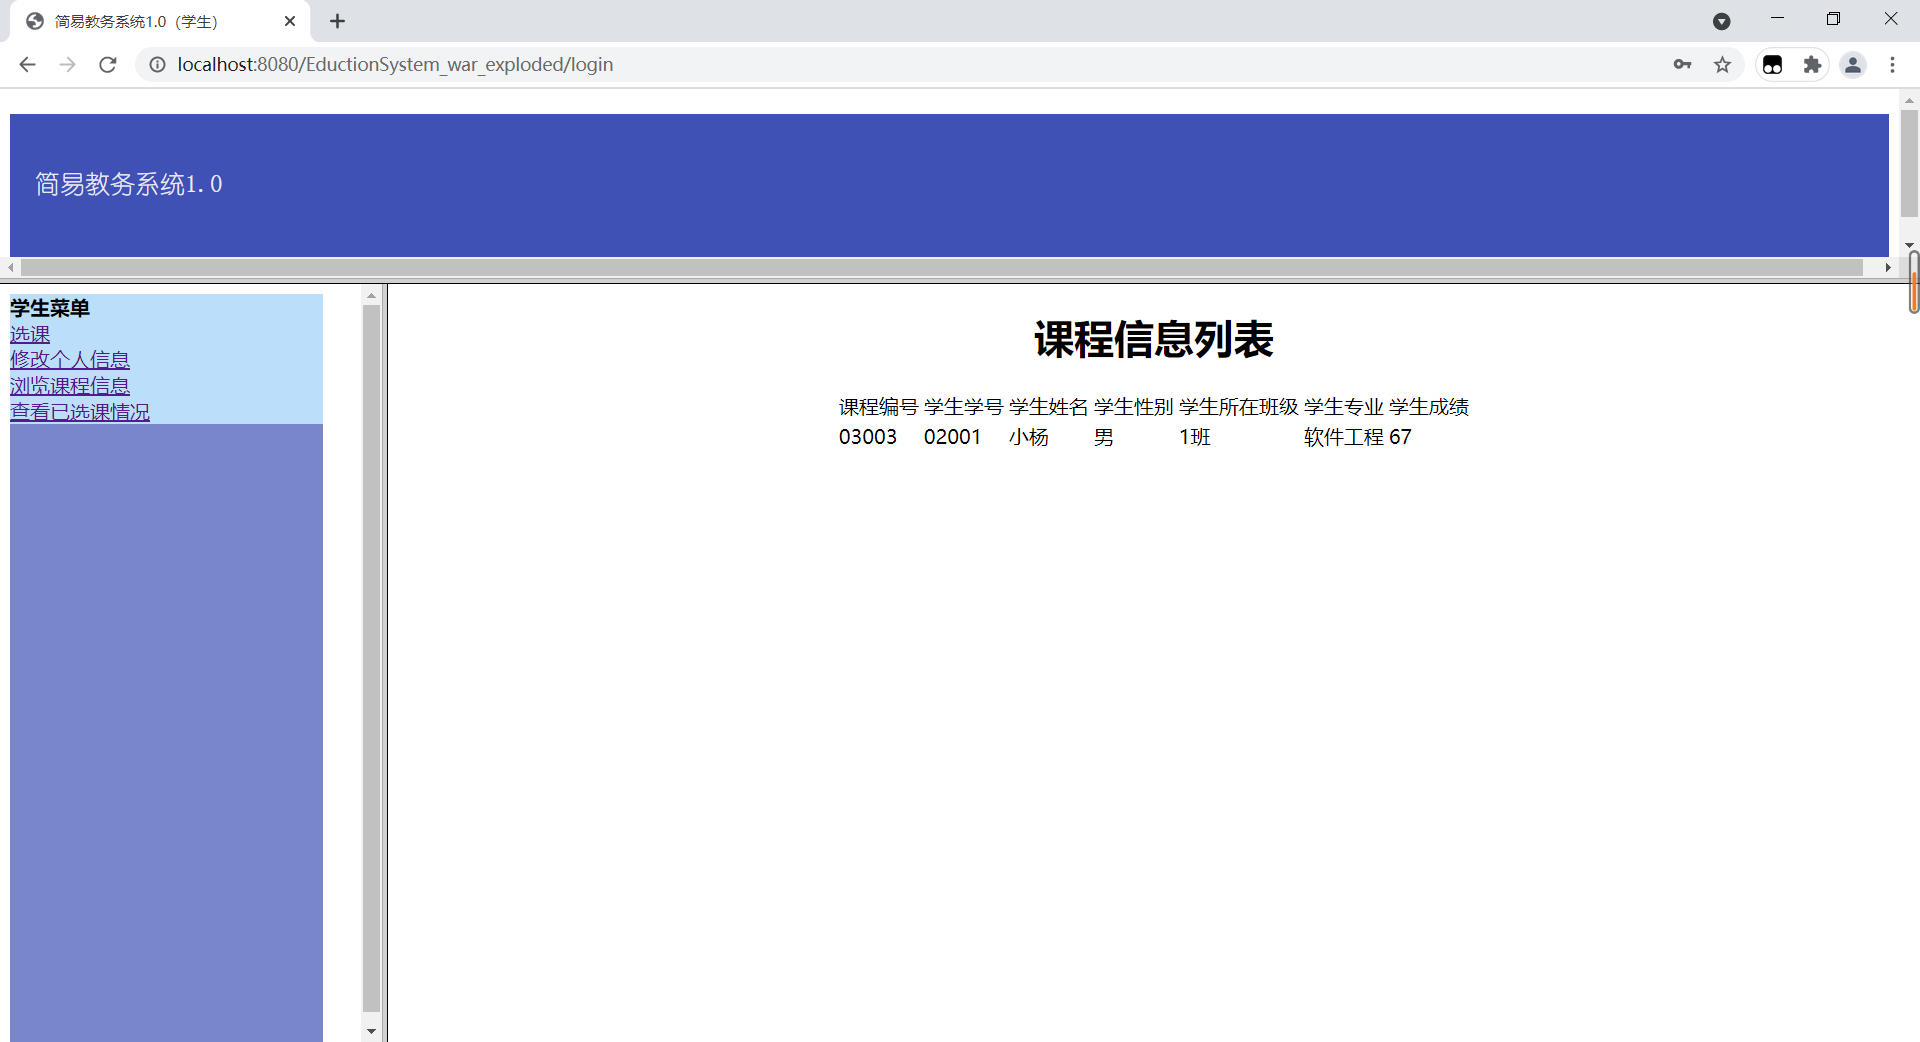 简易教务系统1.0（学生）
localhost:8080/EductionSystem_war_exploded/login
简易教务系统1.0
学生菜单
选课
修改个人信息
浏览课程信息
查看已选课情况
课程信息列表
课程编号 学生学号 学生姓名 学生性别 学生所在班级 学生专业 学生成绩
03003 02001 小杨 男 1班 软件工程 67